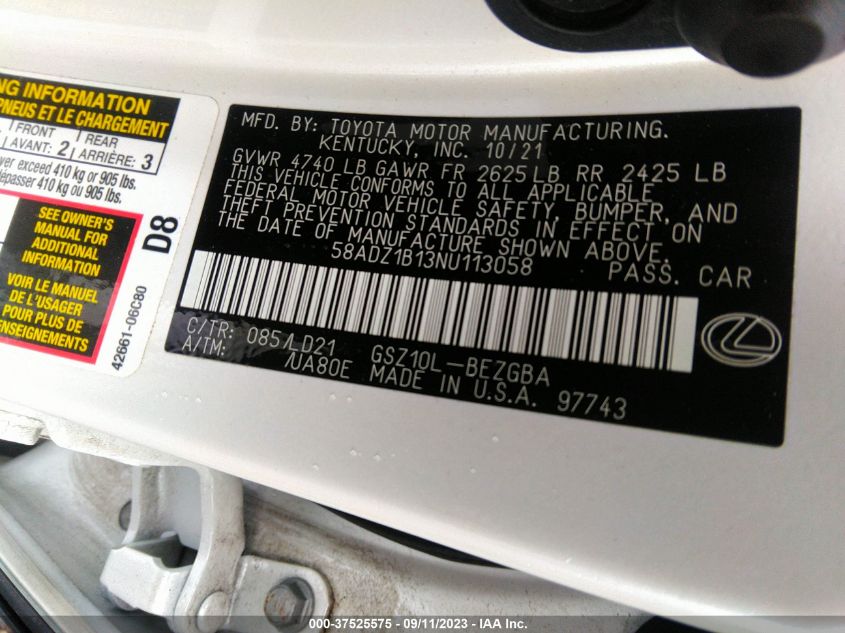 NG INFORMATION
PNEUS ET LE CHARGEMENT
FRONT
AVANT: 2
REAR
ARRIÈRE: 3
ver exceed 410 kg or 905 lbs.
dépasser 410 kg ou 905 lbs.
SEE OWNER'S
MANUAL FOR
ADDITIONAL
INFORMATION
VOIR LE MANUEL
DE L'USAGER
POUR PLUS DE
RENSEIGNEMENTS
D8
42661-06C80
MFD. BY: TOYOTA MOTOR MANUFACTURING.
KENTUCKY, INC. 10/21
GVWR 4740 LB GAWR FR 2625 LB RR 2425 LB
THIS VEHICLE CONFORMS TO ALL APPLICABLE
FEDERAL MOTOR VEHICLE SAFETY, BUMPER, AND
THEFT PREVENTION STANDARDS IN EFFECT ON
THE DATE OF MANUFACTURE SHOWN ABOVE.
58ADZ1B13NU113058 PASS. CAR
C/TR: 085/LD21 GSZ10L-BEZGBA
A/TM: /UA80E MADE IN U.S.A. 97743
000-37525575 - 09/11/2023 - IAA Inc.